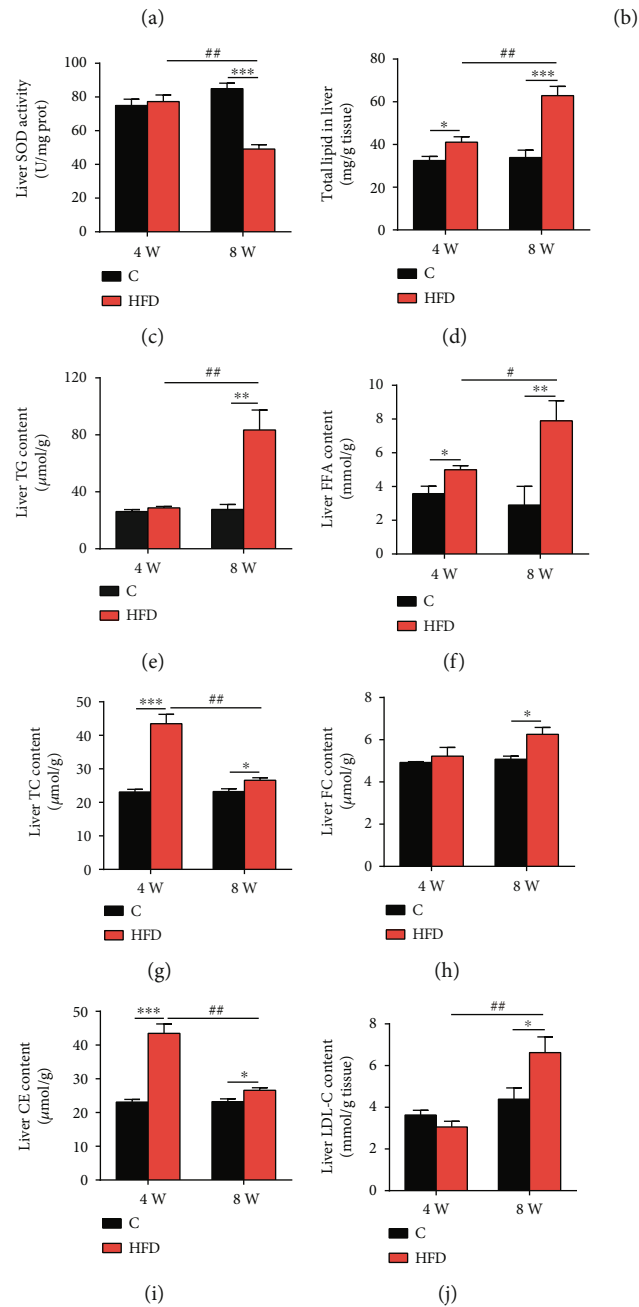 (a)
(b)
Liver SOD activity
(U/mg prot)
100
80
60
40
20
0
##
***
4 W
8 W
C
HFD
(c)
Total lipid in liver
(mg/g tissue)
80
60
40
20
0
##
*
***
4 W
8 W
C
HFD
(d)
Liver TG content
(μmol/g)
120
80
40
0
##
**
4 W
8 W
C
HFD
(e)
Liver FFA content
(mmol/g)
10
8
6
4
2
0
#
*
**
4 W
8 W
C
HFD
(f)
Liver TC content
(μmol/g)
50
40
30
20
10
0
***
##
*
4 W
8 W
C
HFD
(g)
Liver FC content
(μmol/g)
8
6
4
2
0
*
4 W
8 W
C
HFD
(h)
Liver CE content
(μmol/g)
50
40
30
20
10
0
***
##
*
4 W
8 W
C
HFD
(i)
Liver LDL-C content
(mmol/g tissue)
8
6
4
2
0
##
*
4 W
8 W
C
HFD
(j)